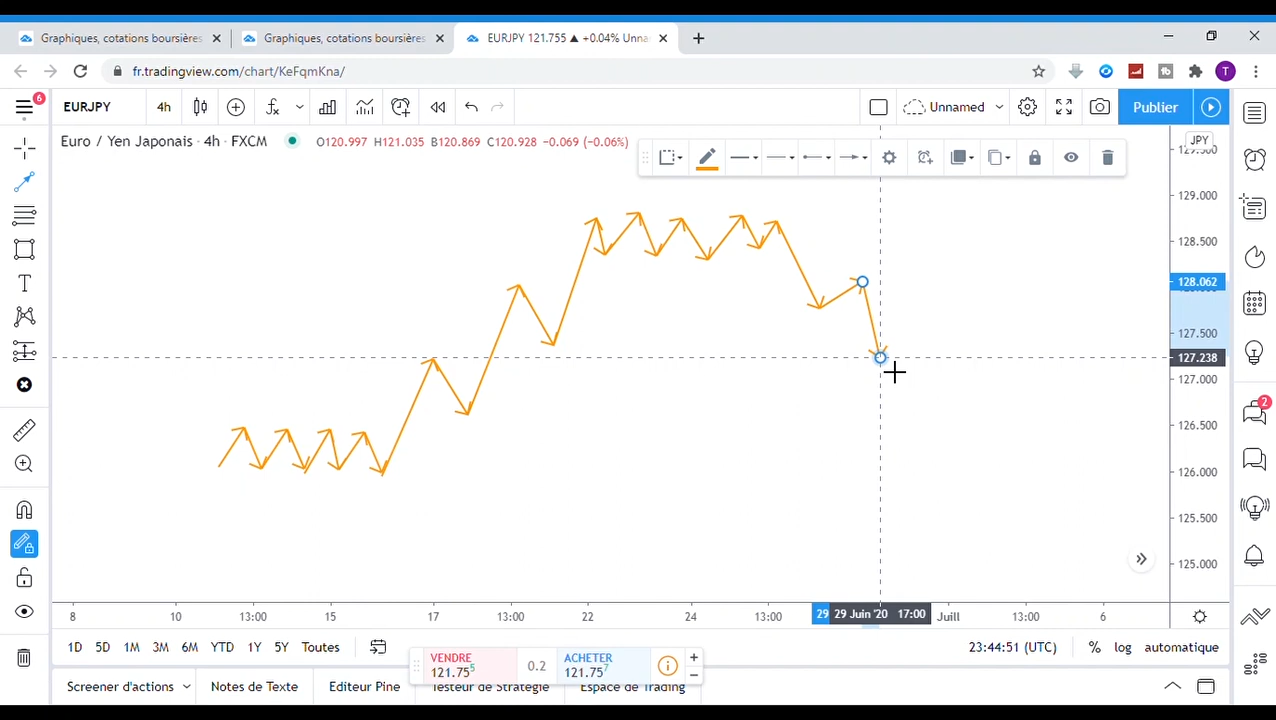 Graphiques, cotations boursières
Graphiques, cotations boursières
EURJPY 121.755 ▲ +0.04% Unna
fr.tradingview.com/chart/KeFqmKna/
T
6
EURJPY
4h
Unnamed
Publier
Euro / Yen Japonais · 4h · FXCM
O120.997 H121.035 B120.869 C120.928 −0.069 (−0.06%)
JPY
129.500
129.000
128.500
128.062
127.500
127.238
127.000
126.500
126.000
125.500
125.000
2
8
10
13:00
15
17
13:00
22
24
13:00
29
29 Juin '20 17:00
Juill
13:00
6
1D 5D 1M 3M 6M YTD 1Y 5Y Toutes
23:44:51 (UTC)
% log automatique
VENDRE
121.75⁵
0.2
ACHETER
121.75⁷
Screener d'actions
Notes de Texte
Editeur Pine
Testeur de Stratégie
Espace de Trading